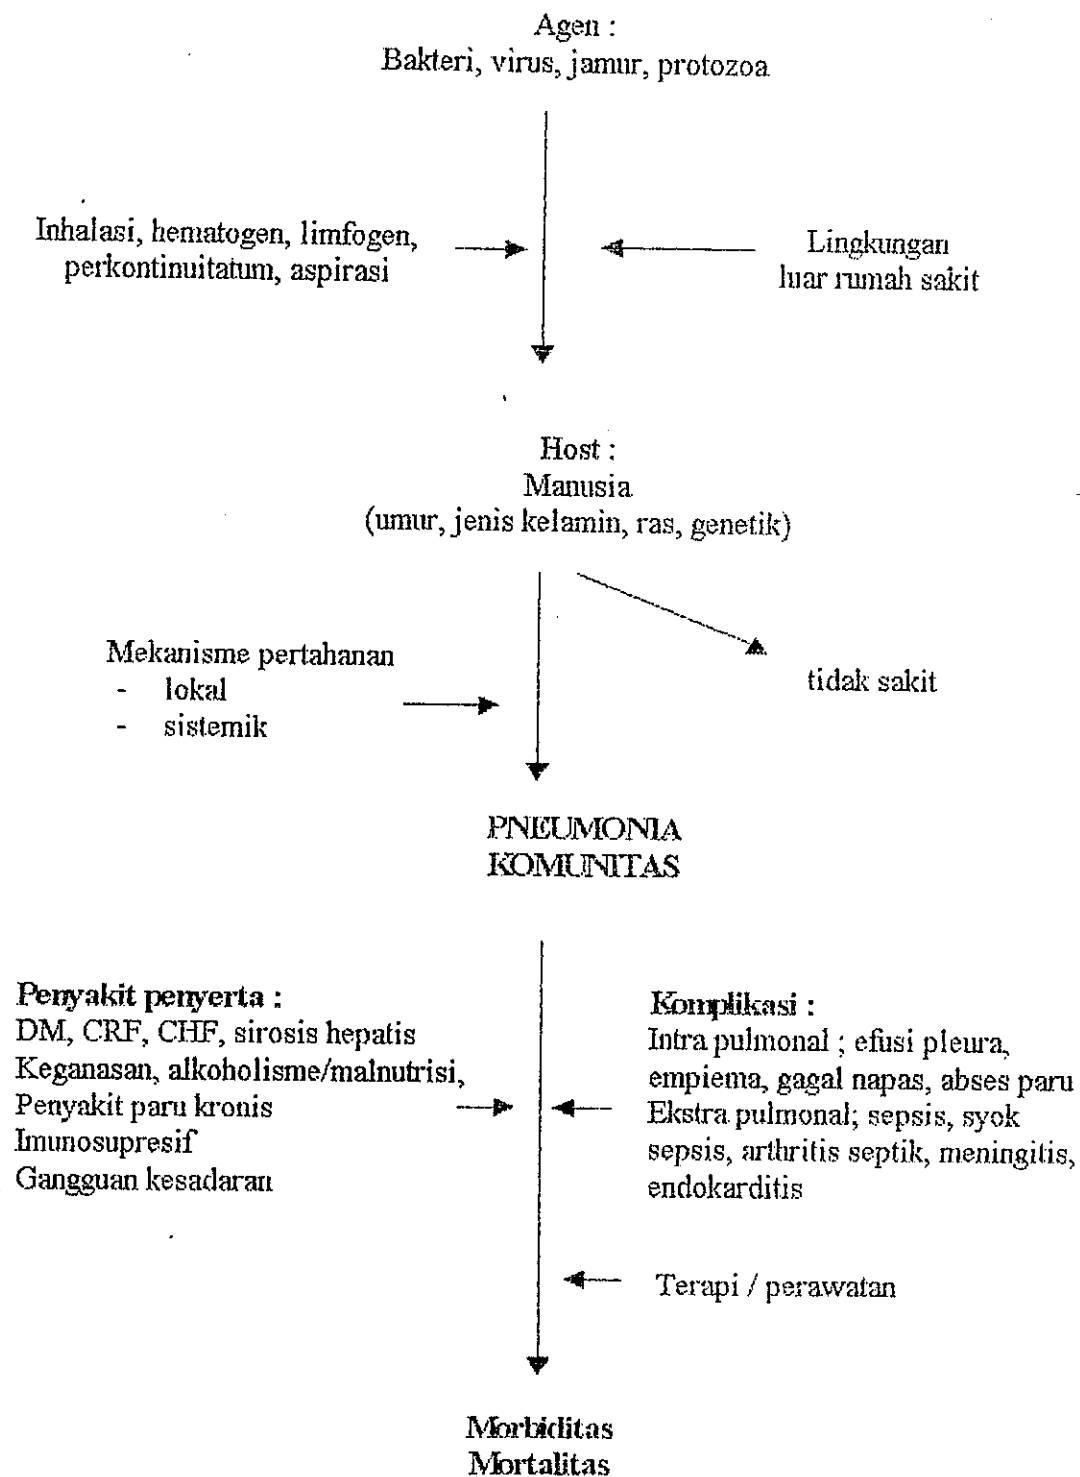 Agen :
Bakteri, virus, jamur, protozoa
Inhalasi, hematogen, limfogen,
perkontinuitatum, aspirasi
Lingkungan
luar rumah sakit
Host :
Manusia
(umur, jenis kelamin, ras, genetik)
Mekanisme pertahanan
- lokal
- sistemik
tidak sakit
PNEUMONIA
KOMUNITAS
Penyakit penyerta :
DM, CRF, CHF, sirosis hepatis
Keganasan, alkoholisme/malnutrisi,
Penyakit paru kronis
Imunosupresif
Gangguan kesadaran
Komplikasi :
Intra pulmonal ; efusi pleura,
empiema, gagal napas, abses paru
Ekstra pulmonal; sepsis, syok
sepsis, arthritis septik, meningitis,
endokarditis
Terapi / perawatan
Morbiditas
Mortalitas